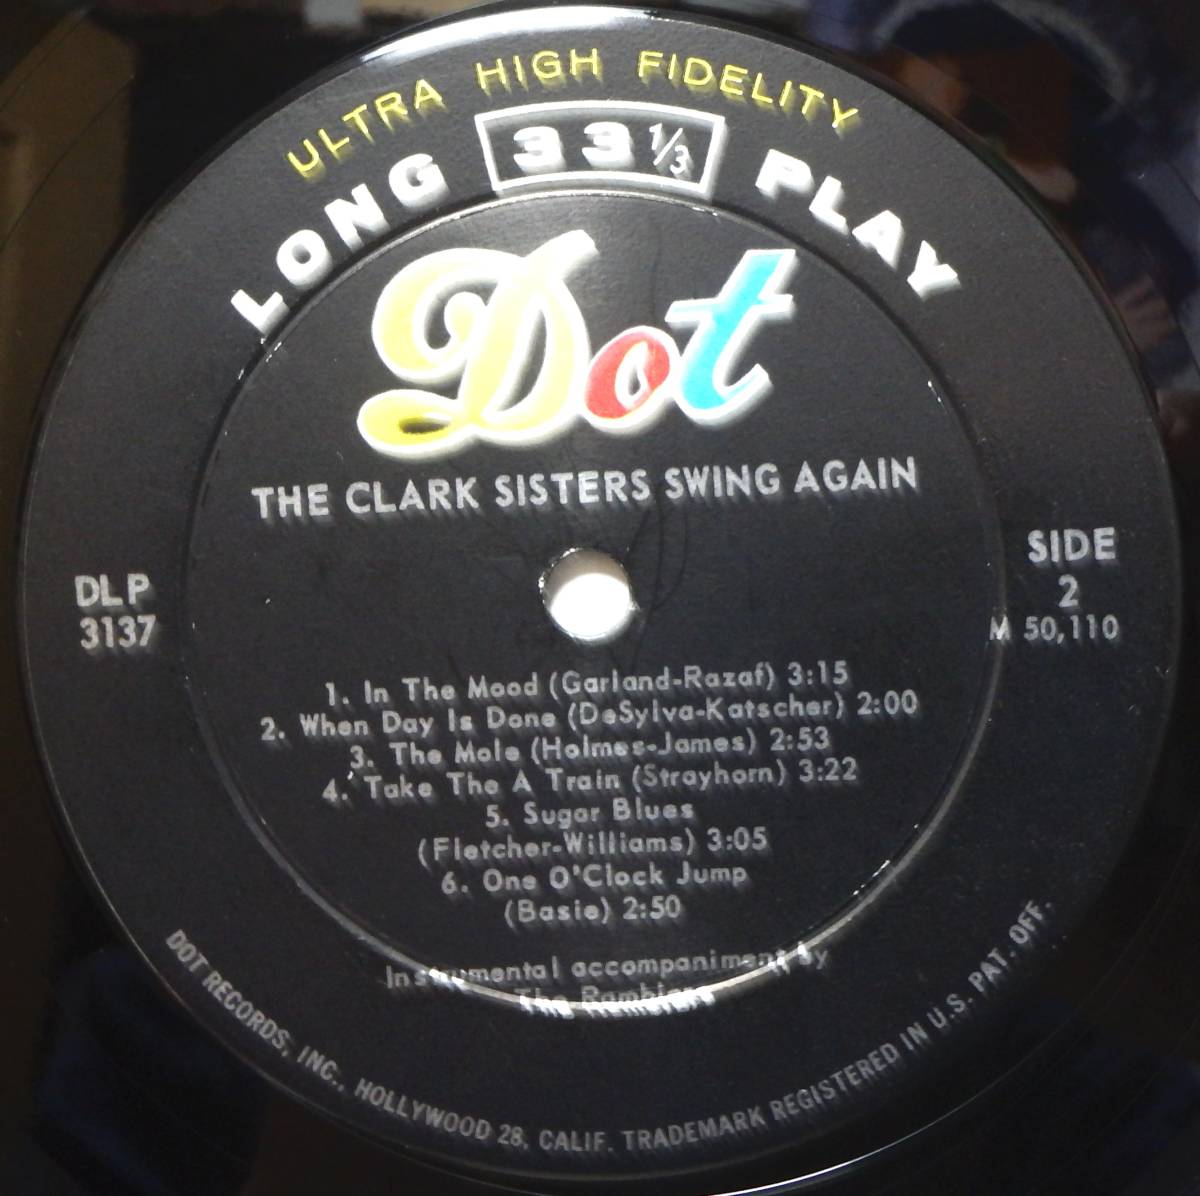 ULTRA HIGH FIDELITY
LONG 33 1/3 PLAY
Dot
THE CLARK SISTERS SWING AGAIN
DLP
3137
SIDE
2
M 50,110
1. In The Mood (Garland-Razaf) 3:15
2. When Day Is Done (DeSylva-Katscher) 2:00
3. The Mole (Holmes-James) 2:53
4. Take The A Train (Strayhorn) 3:22
5. Sugar Blues
(Fletcher-Williams) 3:05
6. One O'Clock Jump
(Basie) 2:50
Instrumental accompaniment by
The Ramblers
DOT RECORDS, INC., HOLLYWOOD 28, CALIF. TRADEMARK REGISTERED IN U.S. PAT. OFF.